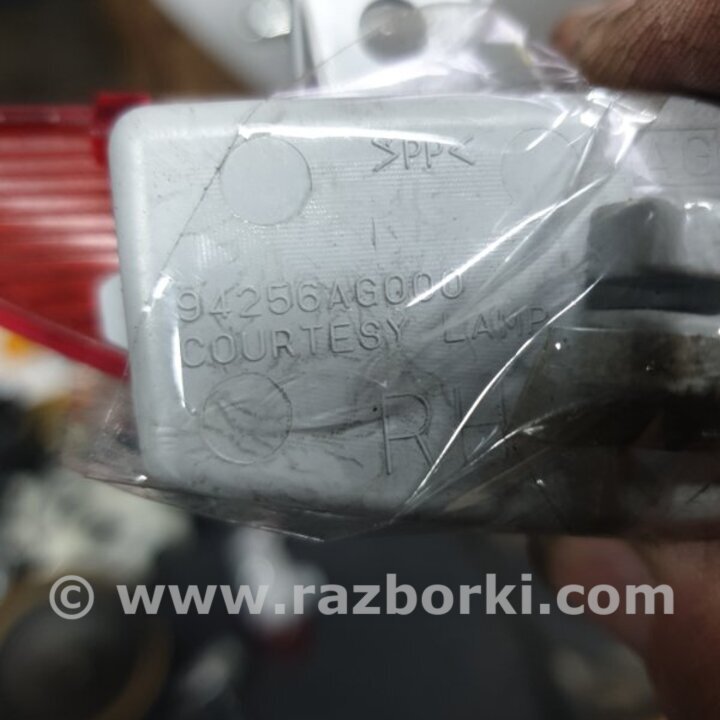 >PP<
94256AG000
COURTESY LAMP
RH
© www.razborki.com